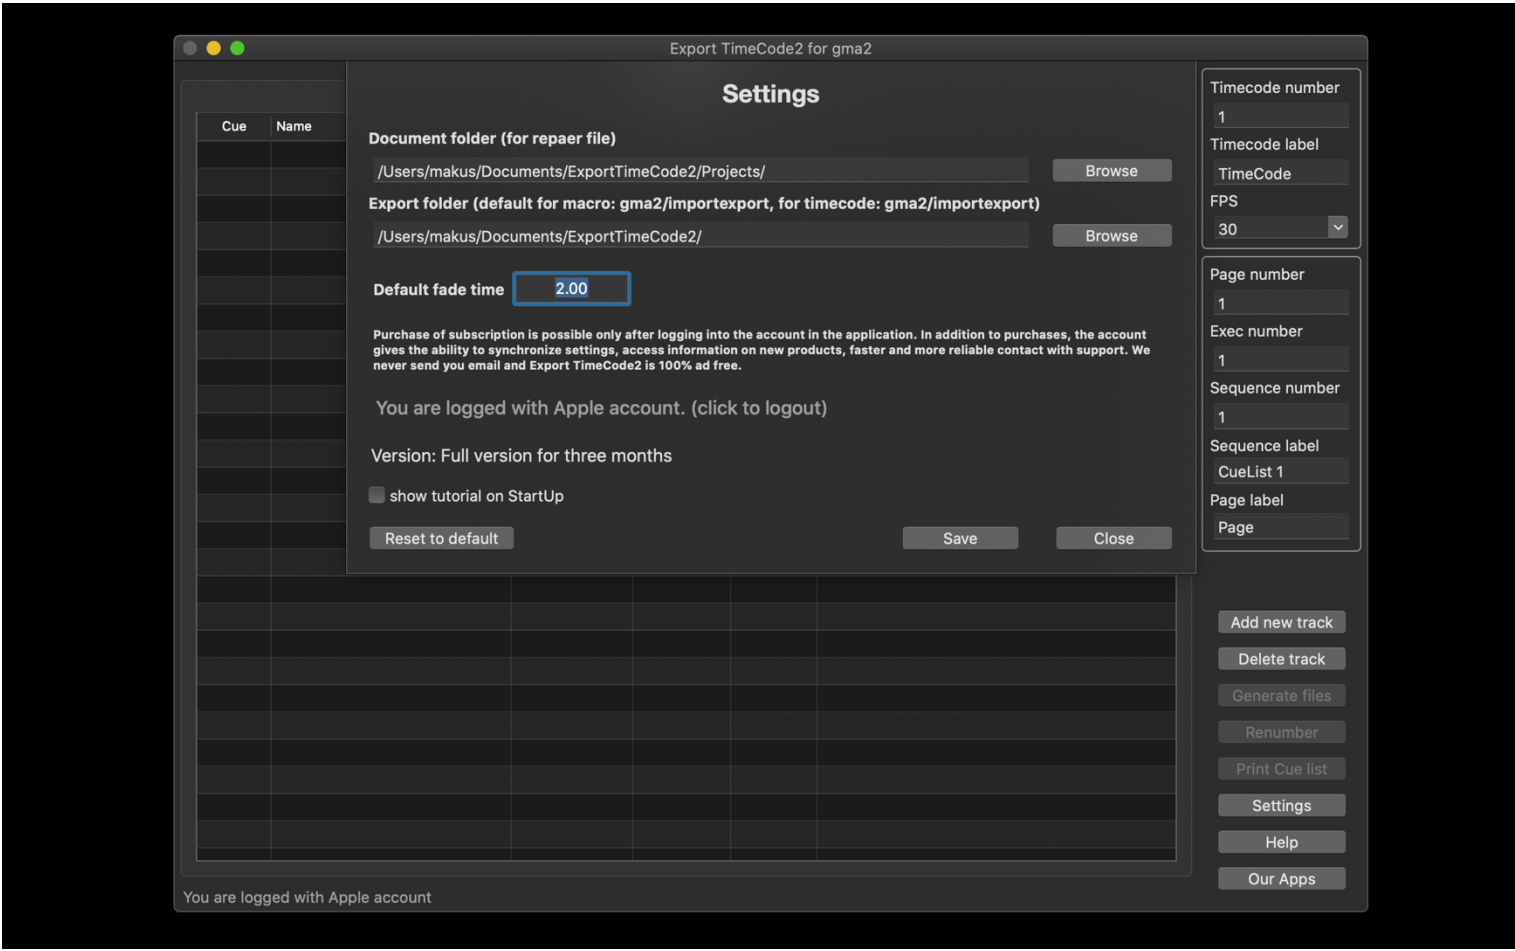 Export TimeCode2 for gma2
Cue
Name
Settings
Document folder (for repaer file)
/Users/makus/Documents/ExportTimeCode2/Projects/
Browse
Export folder (default for macro: gma2/importexport, for timecode: gma2/importexport)
/Users/makus/Documents/ExportTimeCode2/
Browse
Default fade time
2.00
Purchase of subscription is possible only after logging into the account in the application. In addition to purchases, the account
gives the ability to synchronize settings, access information on new products, faster and more reliable contact with support. We
never send you email and Export TimeCode2 is 100% ad free.
You are logged with Apple account. (click to logout)
Version: Full version for three months
show tutorial on StartUp
Reset to default
Save
Close
Timecode number
1
Timecode label
TimeCode
FPS
30
Page number
1
Exec number
1
Sequence number
1
Sequence label
CueList 1
Page label
Page
Add new track
Delete track
Generate files
Renumber
Print Cue list
Settings
Help
Our Apps
You are logged with Apple account